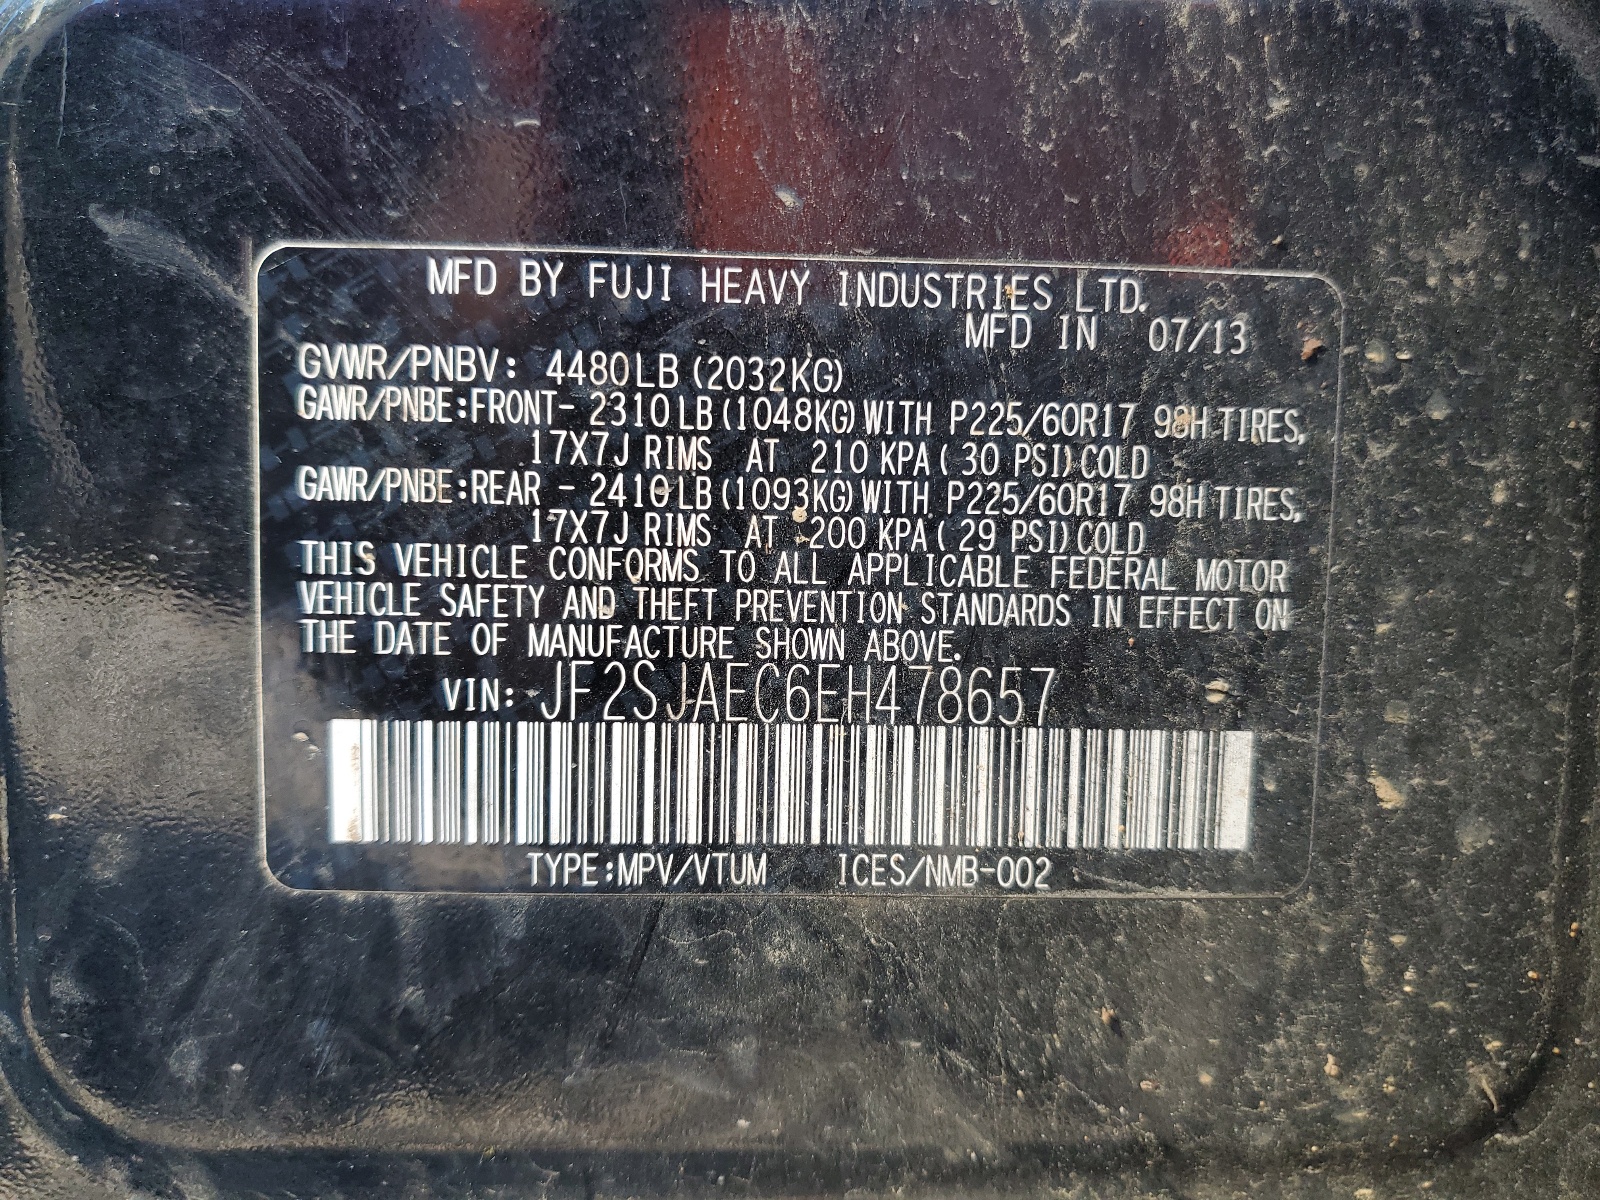 MFD BY FUJI HEAVY INDUSTRIES LTD.
MFD IN 07/13
GVWR/PNBV: 4480LB (2032KG)
GAWR/PNBE:FRONT- 2310LB(1048KG)WITH P225/60R17 98H TIRES,
17X7J RIMS AT 210 KPA( 30 PSI)COLD
GAWR/PNBE:REAR - 2410LB(1093KG)WITH P225/60R17 98H TIRES,
17X7J RIMS AT 200 KPA( 29 PSI)COLD
THIS VEHICLE CONFORMS TO ALL APPLICABLE FEDERAL MOTOR
VEHICLE SAFETY AND THEFT PREVENTION STANDARDS IN EFFECT ON
THE DATE OF MANUFACTURE SHOWN ABOVE.
VIN: JF2SJAEC6EH478657
TYPE:MPV/VTUM ICES/NMB-002